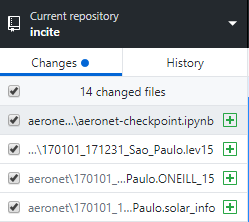 Current repository
incite
Changes
History
14 changed files
aerone...\aeronet-checkpoint.ipynb
...\170101_171231_Sao_Paulo.lev15
aeronet\170101_...Paulo.ONEILL_15
aeronet\170101_1...Paulo.solar_info